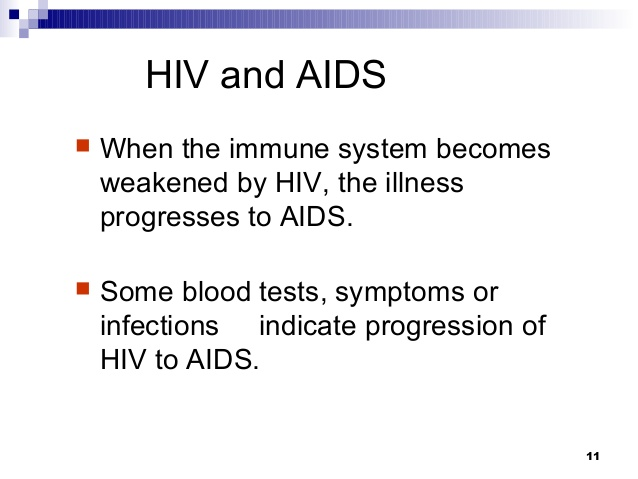 HIV and AIDS
When the immune system becomes
weakened by HIV, the illness
progresses to AIDS.
Some blood tests, symptoms or
infections     indicate progression of
HIV to AIDS.
11